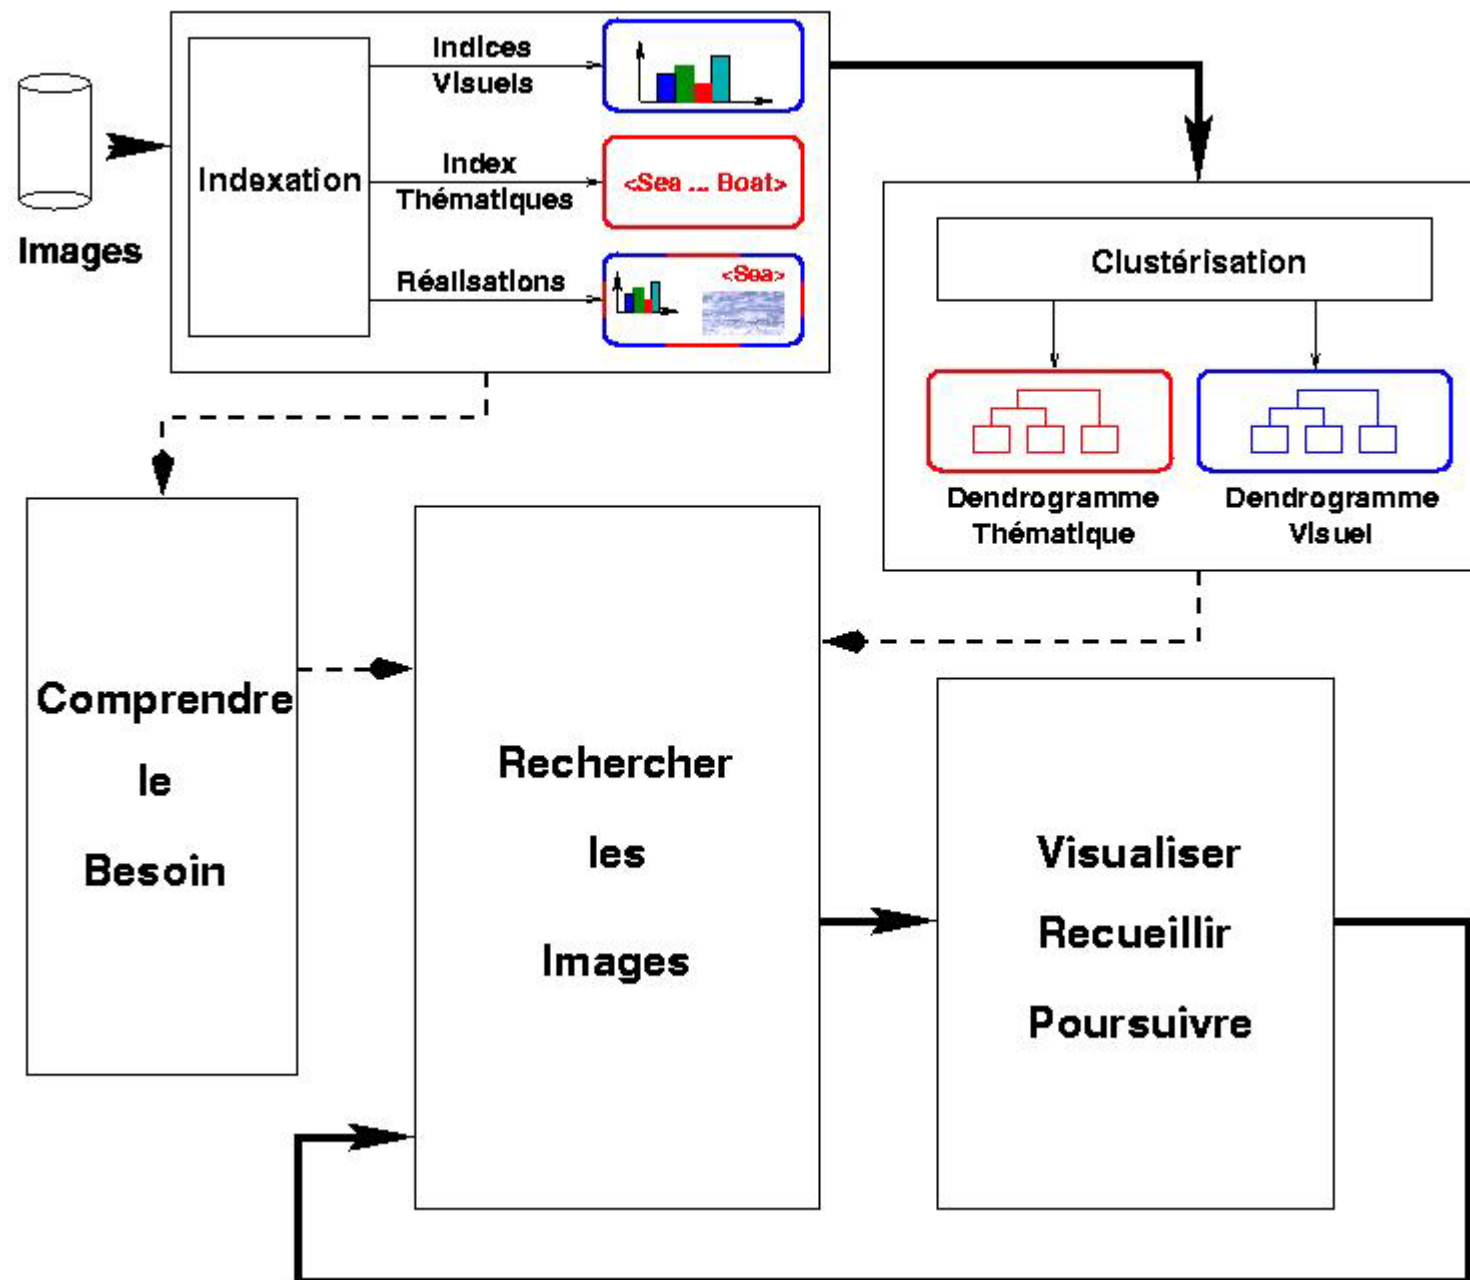 Indices
Visuels
Index
Thématiques
<Sea ... Boat>
Indexation
Images
Réalisations
<Sea>
Clustérisation
Dendrogramme
Thématique
Dendrogramme
Visuel
Comprendre
le
Besoin
Rechercher
les
Images
Visualiser
Recueillir
Poursuivre